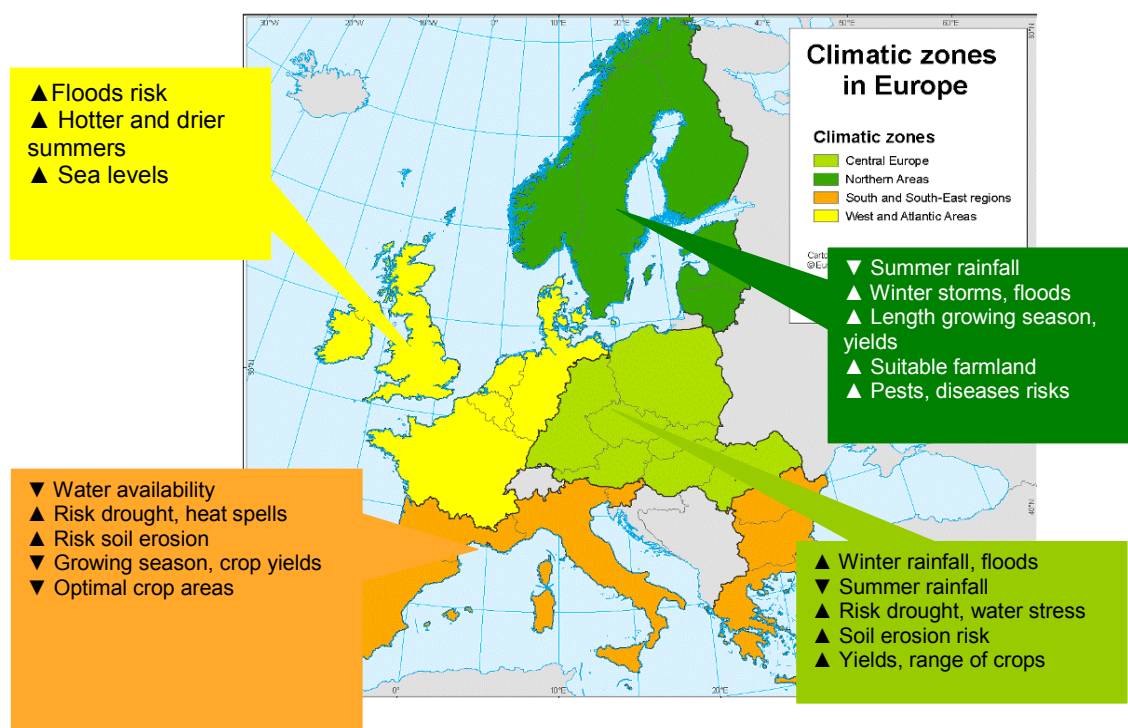 30°W
20°W
10°W
0°
10°E
20°E
30°E
40°E
50°E
60°E
Climatic zones
in Europe
Climatic zones
Central Europe
Northern Areas
South and South-East regions
West and Atlantic Areas
▲Floods risk
▲ Hotter and drier
summers
▲ Sea levels
▼ Summer rainfall
▲ Winter storms, floods
▲ Length growing season,
yields
▲ Suitable farmland
▲ Pests, diseases risks
▼ Water availability
▲ Risk drought, heat spells
▲ Risk soil erosion
▼ Growing season, crop yields
▼ Optimal crop areas
▲ Winter rainfall, floods
▼ Summer rainfall
▲ Risk drought, water stress
▲ Soil erosion risk
▲ Yields, range of crops
40°N
0°
10°E
20°E